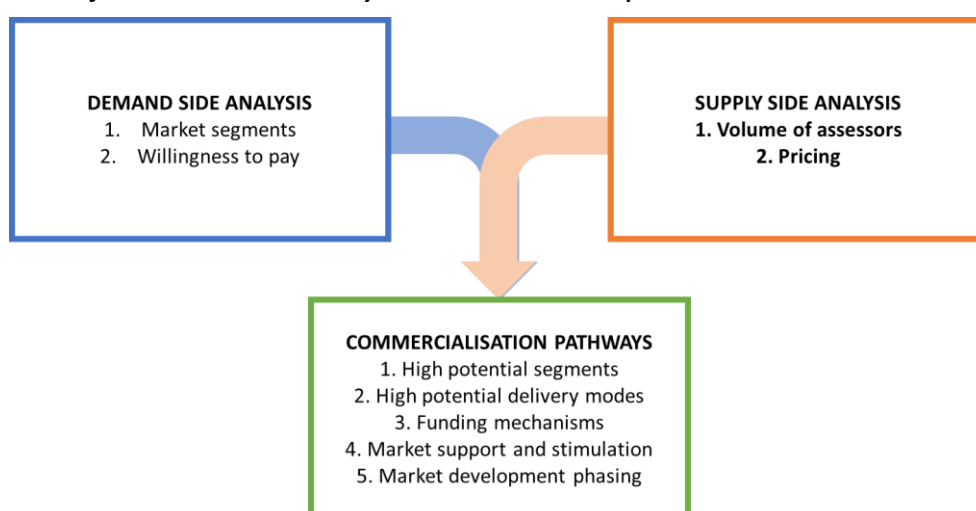 DEMAND SIDE ANALYSIS
1. Market segments
2. Willingness to pay
SUPPLY SIDE ANALYSIS
1. Volume of assessors
2. Pricing
COMMERCIALISATION PATHWAYS
1. High potential segments
2. High potential delivery modes
3. Funding mechanisms
4. Market support and stimulation
5. Market development phasing